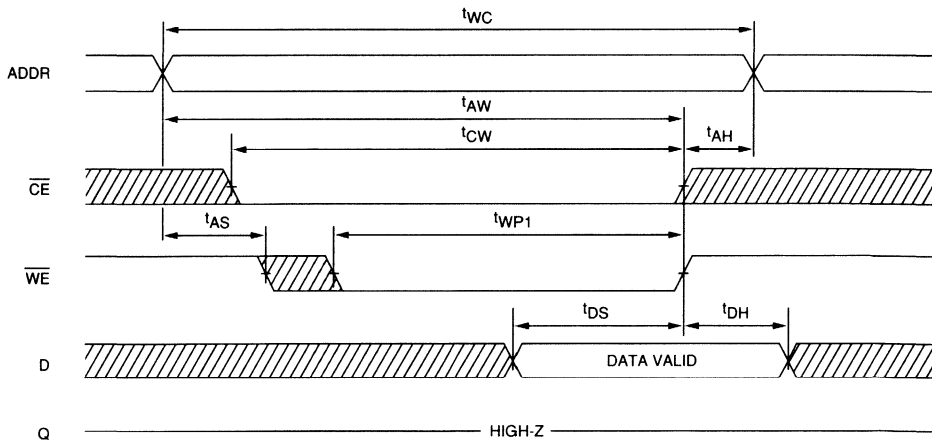 tWC
ADDR
tAW
tCW
tAH
CE
tAS
tWP1
WE
tDS
tDH
D
DATA VALID
Q
HIGH-Z